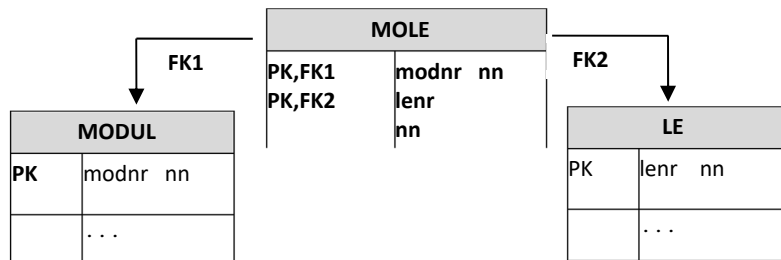 MOLE
PK,FK1 modnr nn
PK,FK2 lenr
nn
FK1
FK2
MODUL
PK modnr nn
...
LE
PK lenr nn
...